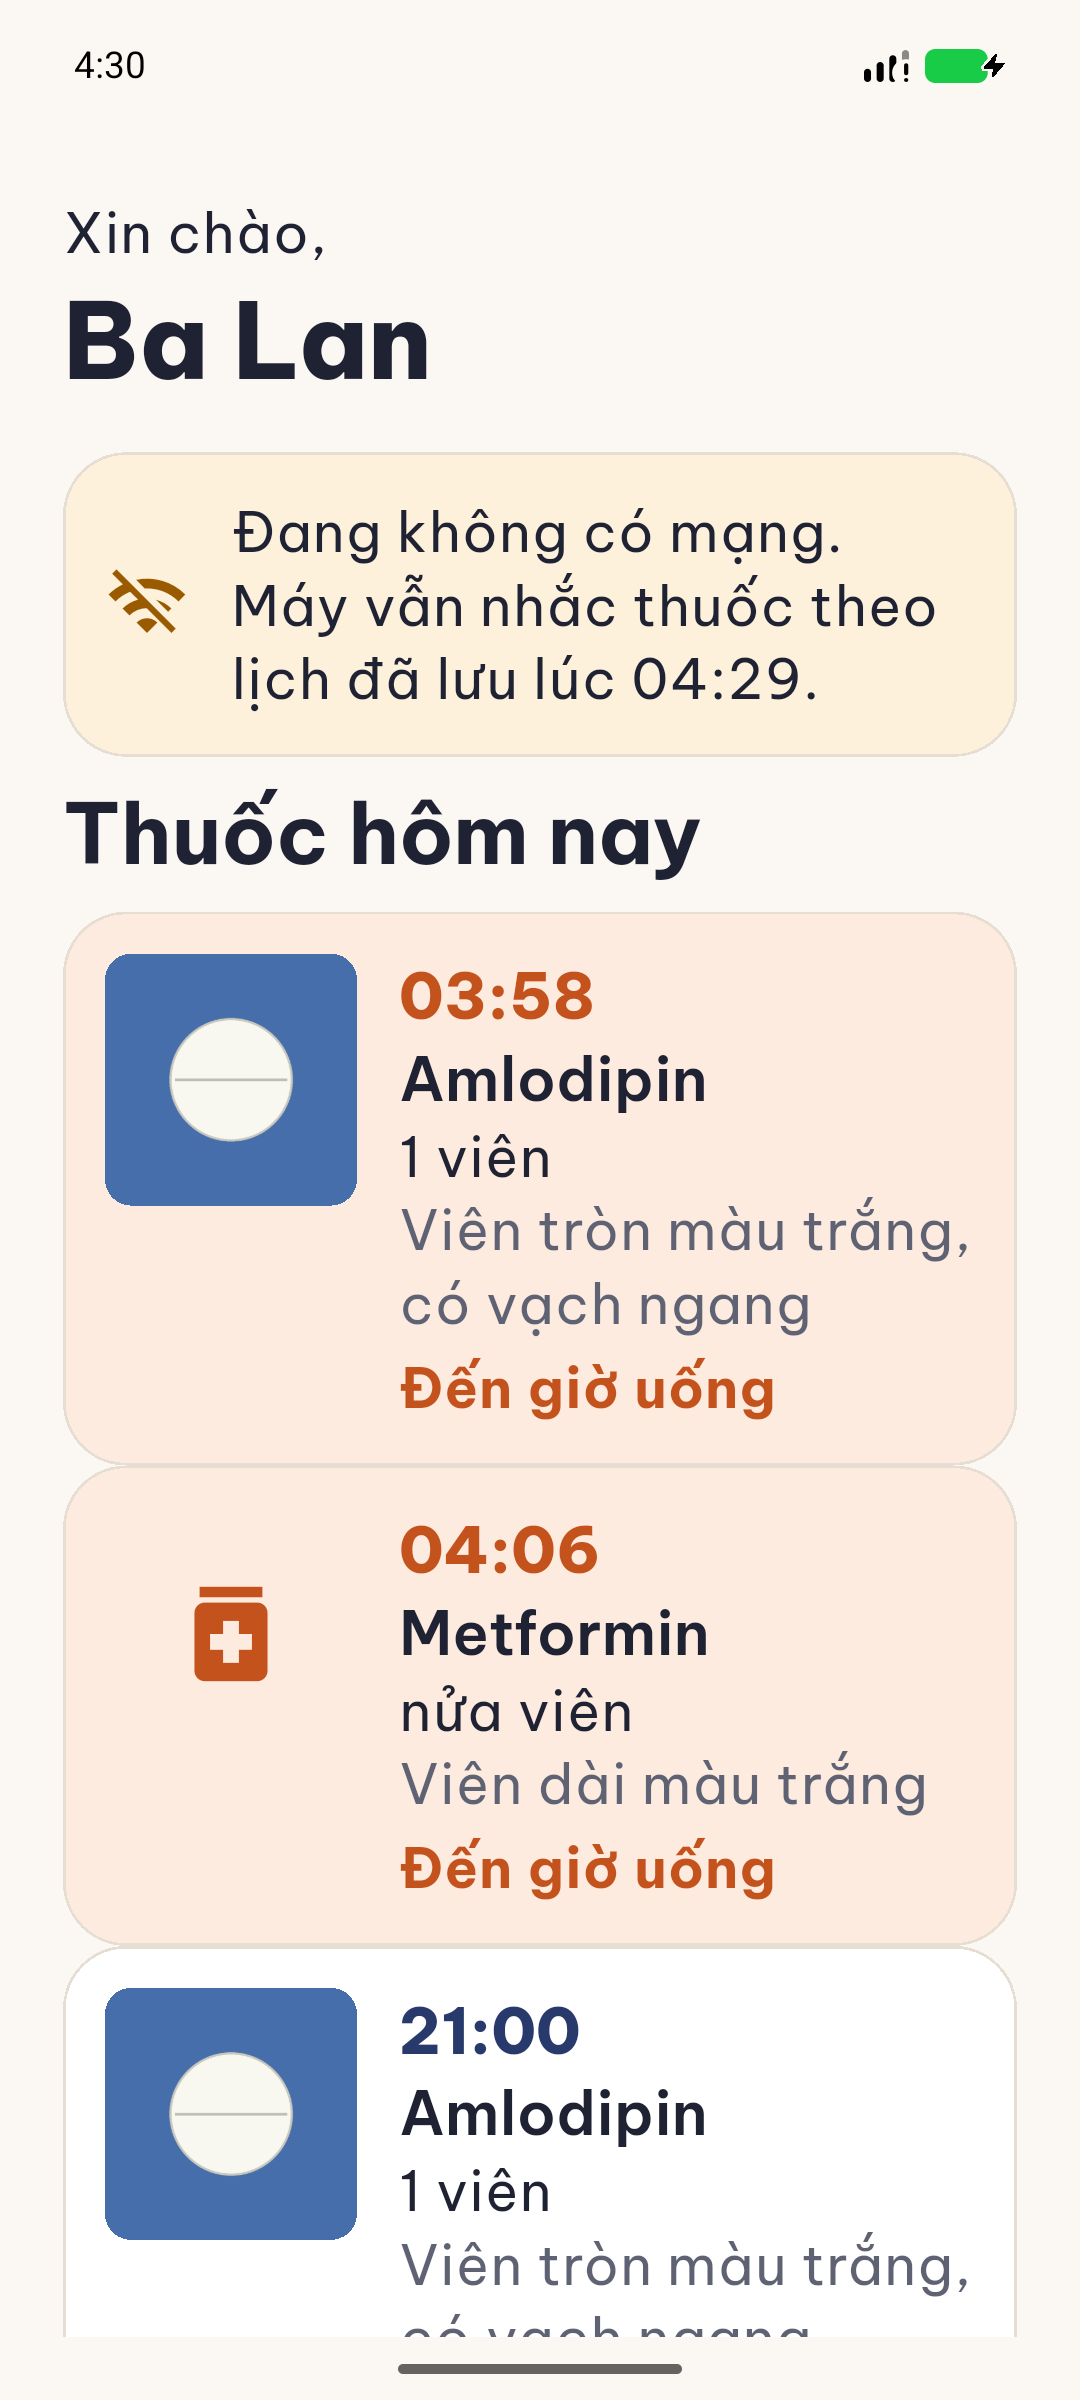 4:30
Xin chào,
Ba Lan
Đang không có mạng.
Máy vẫn nhắc thuốc theo
lịch đã lưu lúc 04:29.
Thuốc hôm nay
03:58
Amlodipin
1 viên
Viên tròn màu trắng,
có vạch ngang
Đến giờ uống
04:06
Metformin
nửa viên
Viên dài màu trắng
Đến giờ uống
21:00
Amlodipin
1 viên
Viên tròn màu trắng,
có vạch ngang